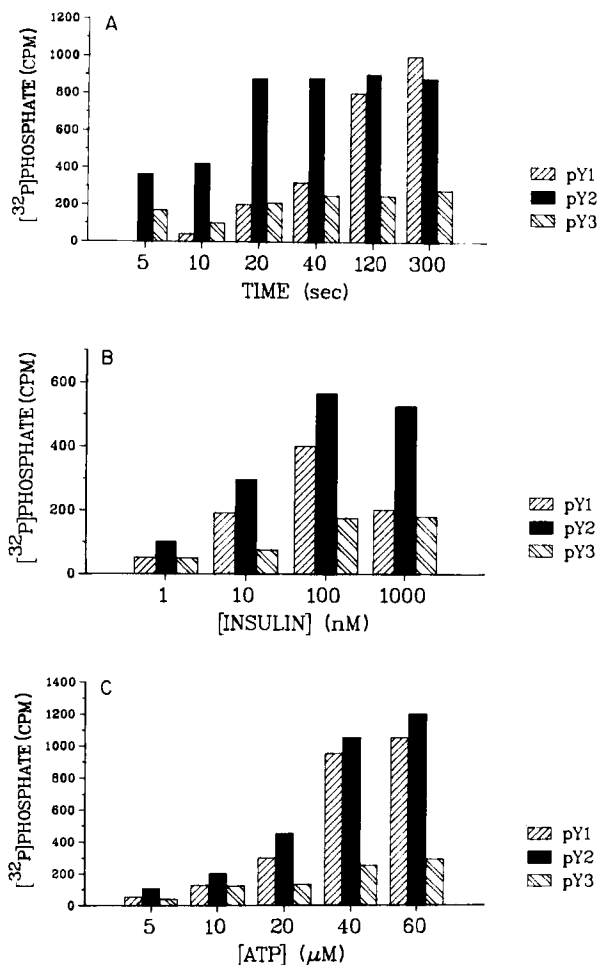 A
[³²P]PHOSPHATE (CPM)
1200
1000
800
600
400
200
0
5 10 20 40 120 300
TIME (sec)
pY1
pY2
pY3
B
[³²P]PHOSPHATE (CPM)
600
400
200
0
1 10 100 1000
[INSULIN] (nM)
pY1
pY2
pY3
C
[³²P]PHOSPHATE (CPM)
1400
1200
1000
800
600
400
200
0
5 10 20 40 60
[ATP] (μM)
pY1
pY2
pY3